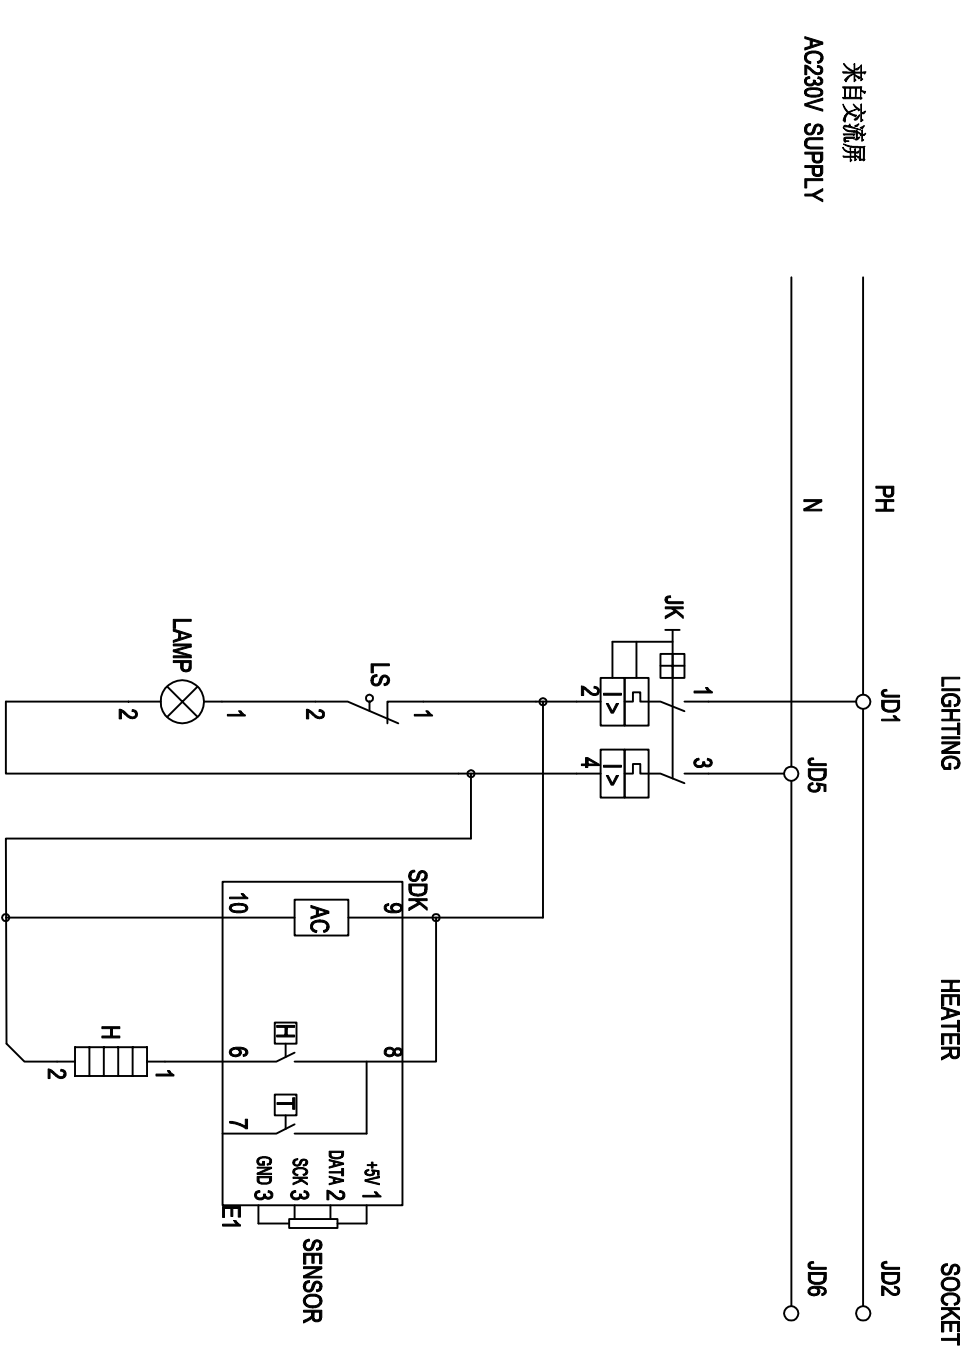 LIGHTING
HEATER
SOCKET
PH
JD1
JD2
来自交流屏
AC230V SUPPLY
N
JD5
JD6
1
3
JK
2
4
1
SDK
LS
9
8
+5V 1
DATA 2
2
AC
SENSOR
SCK 3
H
T
GND 3
1
10
6
7
E1
LAMP
1
2
H
2